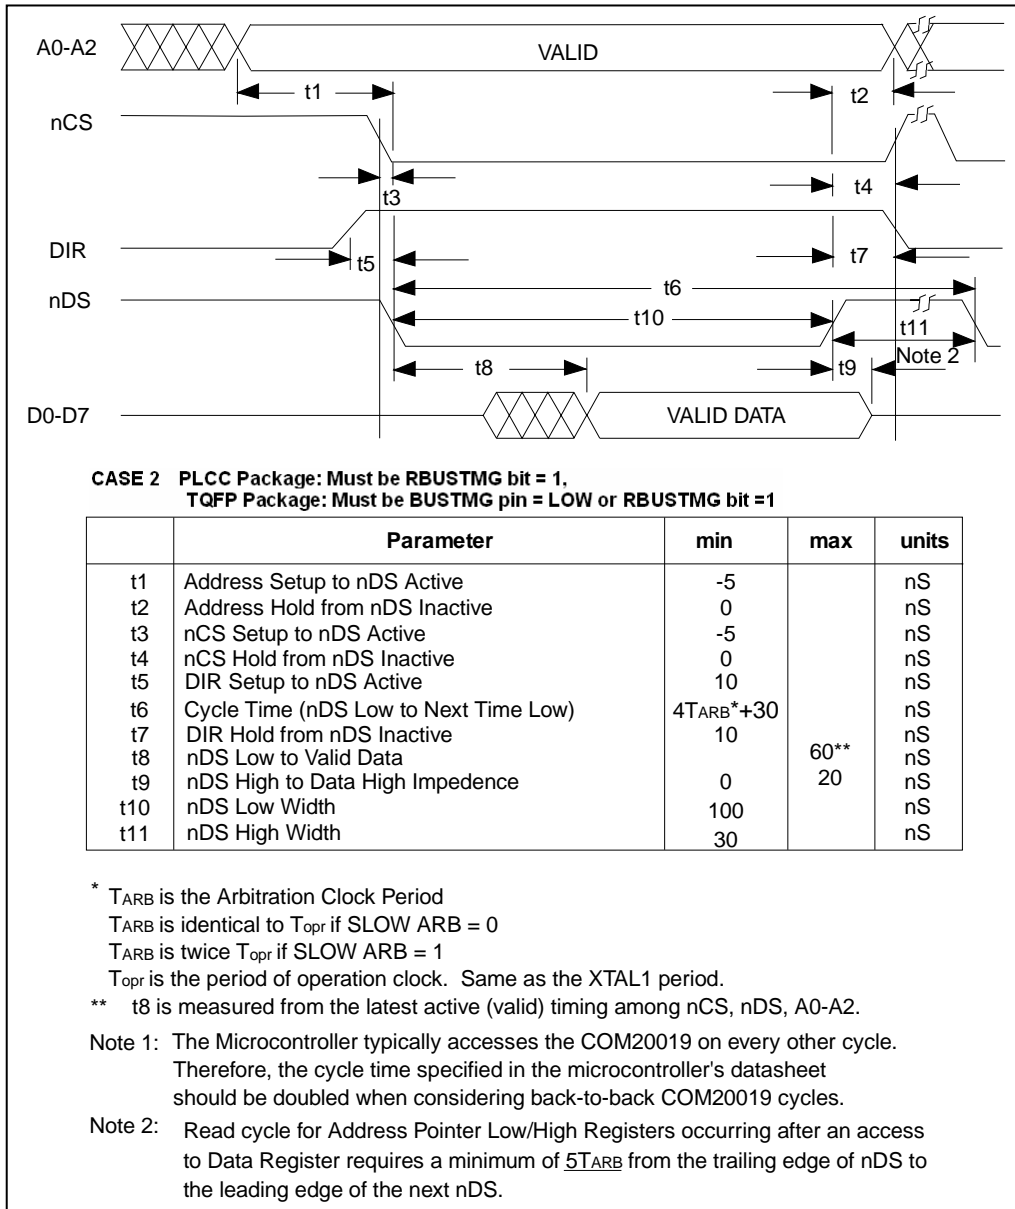 A0-A2
VALID
t1
t2
nCS
t3
t4
DIR
t5
t7
nDS
t6
t10
t11
Note 2
t8
t9
D0-D7
VALID DATA
CASE 2 PLCC Package: Must be RBUSTMG bit = 1,
TQFP Package: Must be BUSTMG pin = LOW or RBUSTMG bit =1
Parameter min max units
t1 Address Setup to nDS Active -5 nS
t2 Address Hold from nDS Inactive 0 nS
t3 nCS Setup to nDS Active -5 nS
t4 nCS Hold from nDS Inactive 0 nS
t5 DIR Setup to nDS Active 10 nS
t6 Cycle Time (nDS Low to Next Time Low) 4TARB*+30 nS
t7 DIR Hold from nDS Inactive 10 nS
t8 nDS Low to Valid Data 60** nS
t9 nDS High to Data High Impedence 0 20 nS
t10 nDS Low Width 100 nS
t11 nDS High Width 30 nS
* TARB is the Arbitration Clock Period
TARB is identical to Topr if SLOW ARB = 0
TARB is twice Topr if SLOW ARB = 1
Topr is the period of operation clock. Same as the XTAL1 period.
** t8 is measured from the latest active (valid) timing among nCS, nDS, A0-A2.
Note 1: The Microcontroller typically accesses the COM20019 on every other cycle.
Therefore, the cycle time specified in the microcontroller's datasheet
should be doubled when considering back-to-back COM20019 cycles.
Note 2: Read cycle for Address Pointer Low/High Registers occurring after an access
to Data Register requires a minimum of 5TARB from the trailing edge of nDS to
the leading edge of the next nDS.